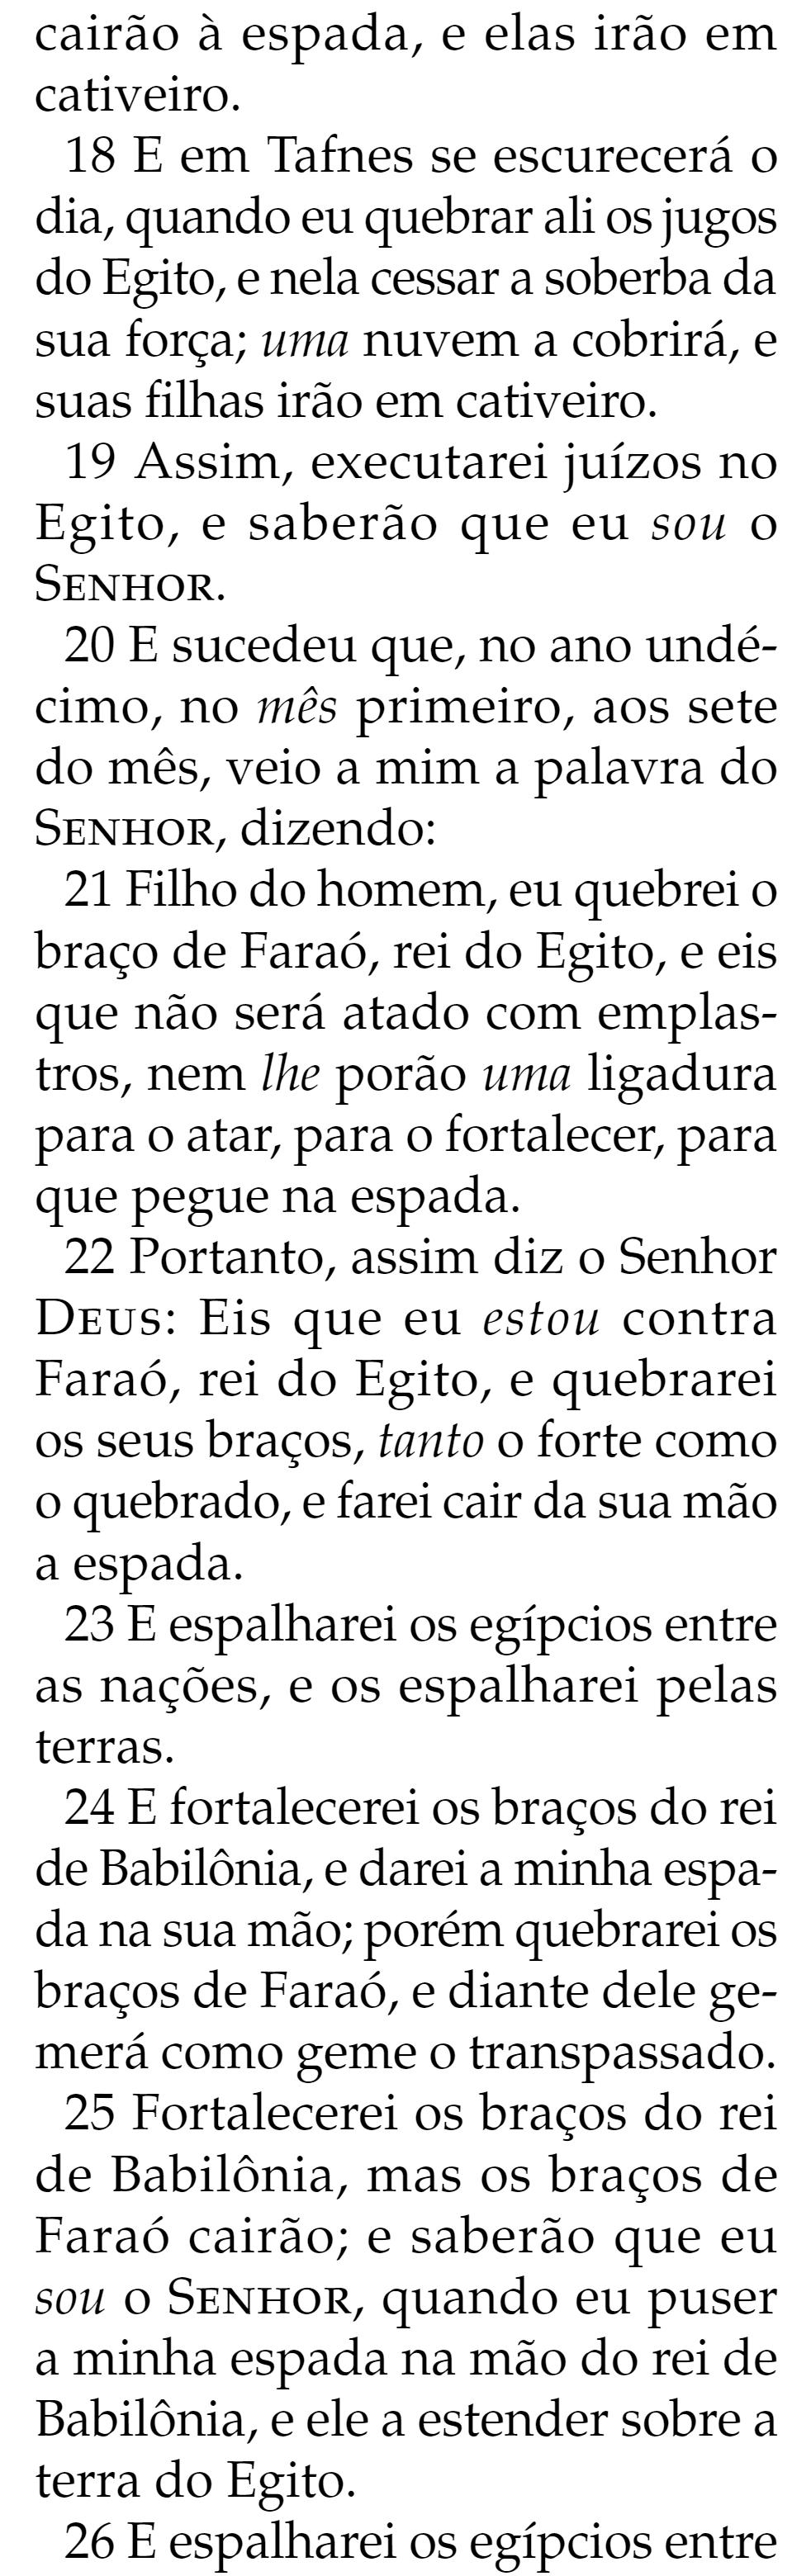 cairão à espada, e elas irão em
cativeiro.
18 E em Tafnes se escurecerá o
dia, quando eu quebrar ali os jugos
do Egito, e nela cessar a soberba da
sua força; uma nuvem a cobrirá, e
suas filhas irão em cativeiro.
19 Assim, executarei juízos no
Egito, e saberão que eu sou o
SENHOR.
20 E sucedeu que, no ano undé-
cimo, no mês primeiro, aos sete
do mês, veio a mim a palavra do
SENHOR, dizendo:
21 Filho do homem, eu quebrei o
braço de Faraó, rei do Egito, e eis
que não será atado com emplas-
tros, nem lhe porão uma ligadura
para o atar, para o fortalecer, para
que pegue na espada.
22 Portanto, assim diz o Senhor
DEUS: Eis que eu estou contra
Faraó, rei do Egito, e quebrarei
os seus braços, tanto o forte como
o quebrado, e farei cair da sua mão
a espada.
23 E espalharei os egípcios entre
as nações, e os espalharei pelas
terras.
24 E fortalecerei os braços do rei
de Babilônia, e darei a minha espa-
da na sua mão; porém quebrarei os
braços de Faraó, e diante dele ge-
merá como geme o transpassado.
25 Fortalecerei os braços do rei
de Babilônia, mas os braços de
Faraó cairão; e saberão que eu
sou o SENHOR, quando eu puser
a minha espada na mão do rei de
Babilônia, e ele a estender sobre a
terra do Egito.
26 E espalharei os egípcios entre